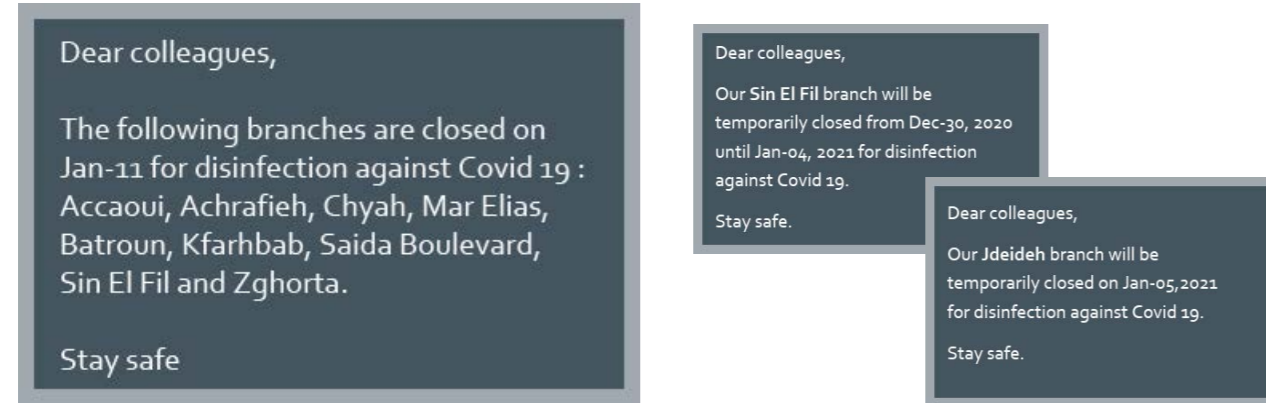 Dear colleagues,
The following branches are closed on
Jan-11 for disinfection against Covid 19 :
Accaoui, Achrafieh, Chyah, Mar Elias,
Batroun, Kfarhbab, Saida Boulevard,
Sin El Fil and Zghorta.
Stay safe
Dear colleagues,
Our Sin El Fil branch will be
temporarily closed from Dec-30, 2020
until Jan-04, 2021 for disinfection
against Covid 19.
Stay safe.
Dear colleagues,
Our Jdeideh branch will be
temporarily closed on Jan-05,2021
for disinfection against Covid 19.
Stay safe.